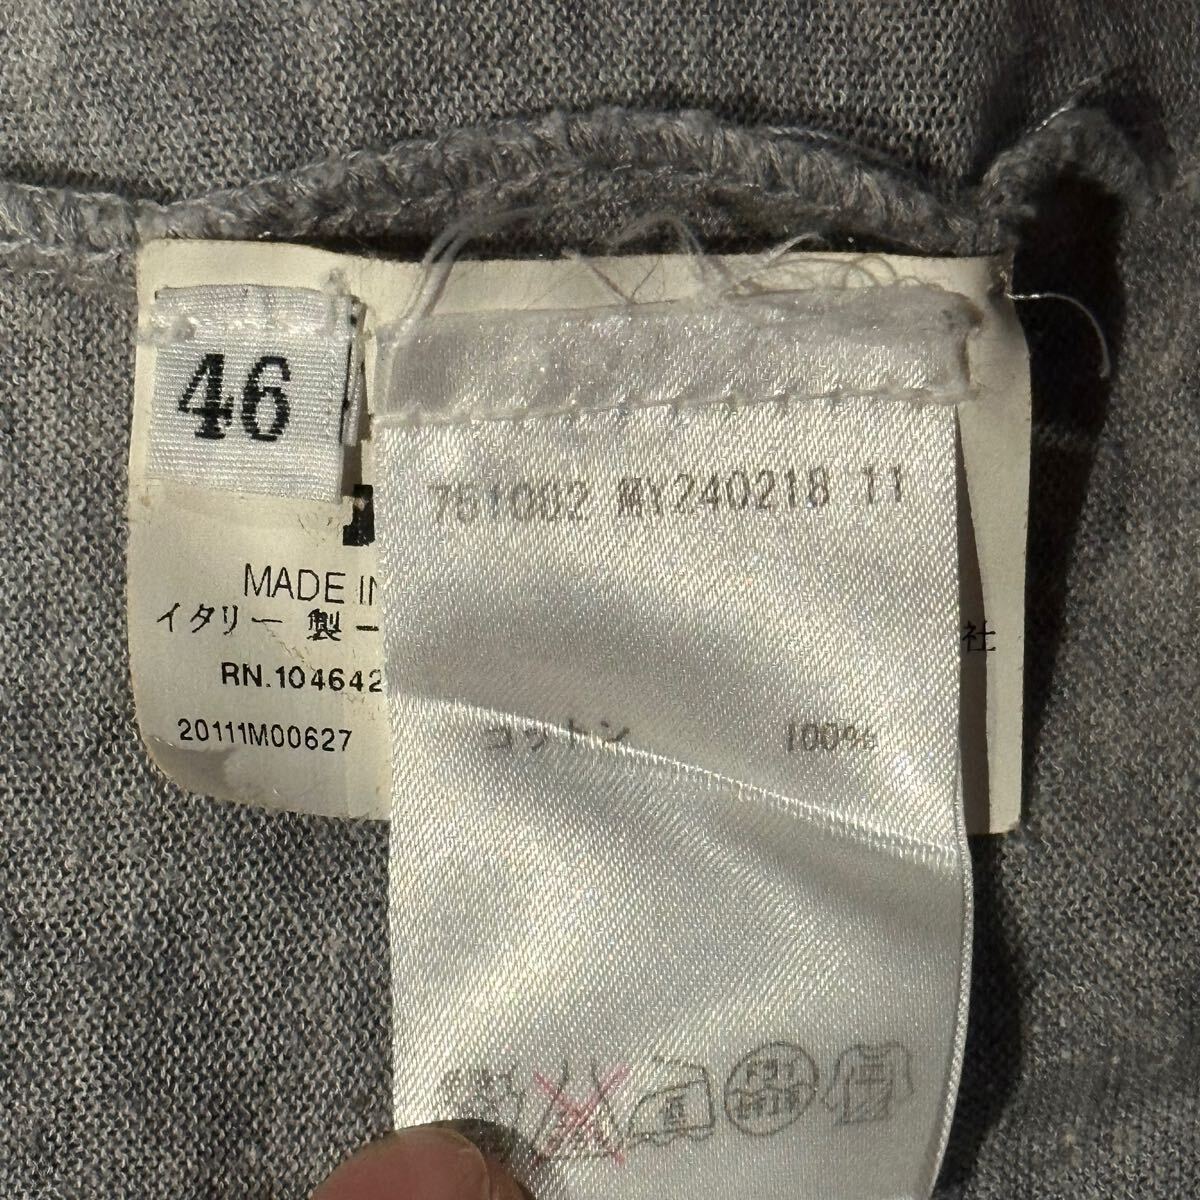 46
751002 MY240218 11
MADE IN
イタリー 製 ー
社
RN.104642
コットン 100%
20111M00627